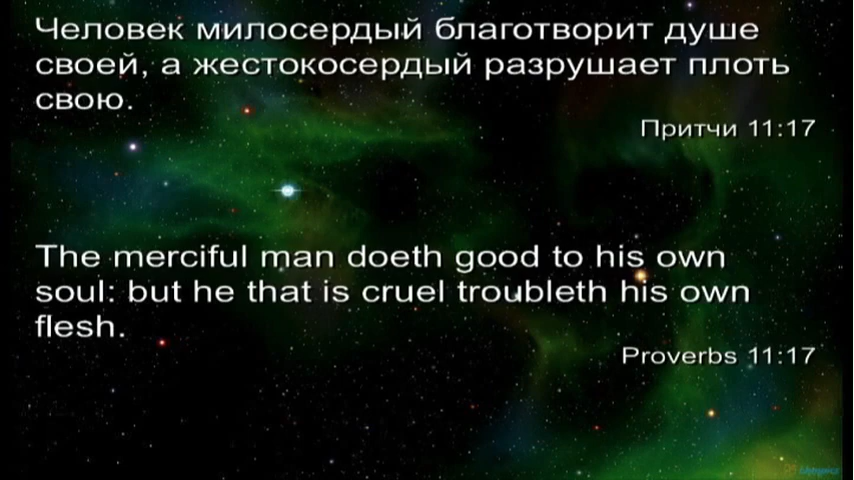 Человек милосердый благотворит душе
своей, а жестокосердый разрушает плоть
свою.
Притчи 11:17
The merciful man doeth good to his own
soul: but he that is cruel troubleth his own
flesh.
Proverbs 11:17